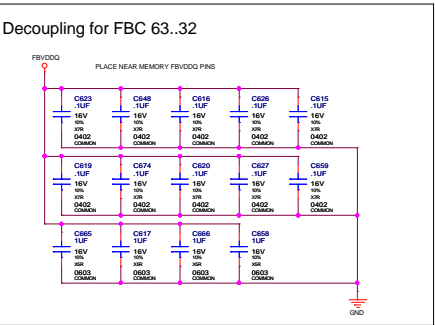 Decoupling for FBC 63..32
FBVDDQ
PLACE NEAR MEMORY FBVDDQ PINS
C623 C648 C616 C626 C615
.1UF .1UF .1UF .1UF .1UF
16V 16V 16V 16V 16V
10% 10% 10% 10% 10%
X7R X7R X7R X7R X7R
0402 0402 0402 0402 0402
COMMON COMMON COMMON COMMON COMMON
C619 C674 C620 C627 C659
.1UF .1UF .1UF .1UF .1UF
16V 16V 16V 16V 16V
10% 10% 10% 10% 10%
X7R X7R X7R X7R X7R
0402 0402 0402 0402 0402
COMMON COMMON COMMON COMMON COMMON
C665 C617 C666 C658
1UF 1UF 1UF 1UF
16V 16V 16V 16V
10% 10% 10% 10%
X5R X5R X5R X5R
0603 0603 0603 0603
COMMON COMMON COMMON COMMON
GND